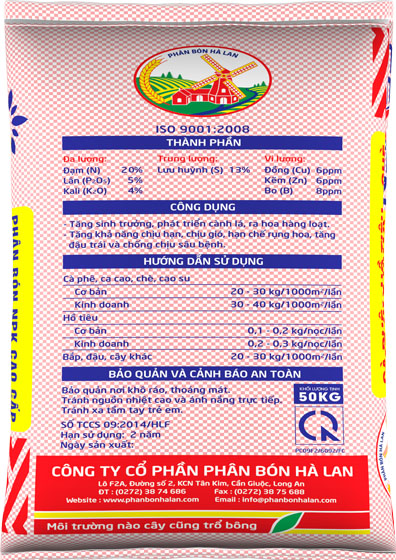 PHÂN BÓN HÀ LAN
ISO 9001:2008
THÀNH PHẦN
Đa lượng: Trung lượng: Vi lượng:
Đạm (N) 20% Lưu huỳnh (S) 13% Đồng (Cu) 6ppm
Lân (P2O5) 5% Kẽm (Zn) 6ppm
Kali (K2O) 4% Bo (B) 8ppm
CÔNG DỤNG
- Tăng sinh trưởng, phát triển cành lá, ra hoa hàng loạt.
- Tăng khả năng chịu hạn, chịu gió, hạn chế rụng hoa, tăng
đậu trái và chống chịu sâu bệnh.
HƯỚNG DẪN SỬ DỤNG
Cà phê, ca cao, chè, cao su
Cơ bản 20 - 30 kg/1000m²/lần
Kinh doanh 30 - 40 kg/1000m²/lần
Hồ tiêu
Cơ bản 0,1 - 0,2 kg/nọc/lần
Kinh doanh 0,2 - 0,3 kg/nọc/lần
Bắp, đậu, cây khác 20 - 30 kg/1000m²/lần
BẢO QUẢN VÀ CẢNH BÁO AN TOÀN
Bảo quản nơi khô ráo, thoáng mát.
Tránh nguồn nhiệt cao và ánh nắng trực tiếp.
Tránh xa tầm tay trẻ em.
Số TCCS 09:2014/HLF
Hạn sử dụng: 2 năm
Ngày sản xuất:
KHỐI LƯỢNG TỊNH
50KG
CÔNG TY CỔ PHẦN PHÂN BÓN HÀ LAN
Lô F2A, Đường số 2, KCN Tân Kim, Cần Giuộc, Long An
ĐT : (0272) 38 74 686 Fax : (0272) 38 75 688
Website : www.phanbonhalan.com Email : info@phanbonhalan.com
Môi trường nào cây cũng trổ bông
PHÂN BÓN NPK CAO CẤP